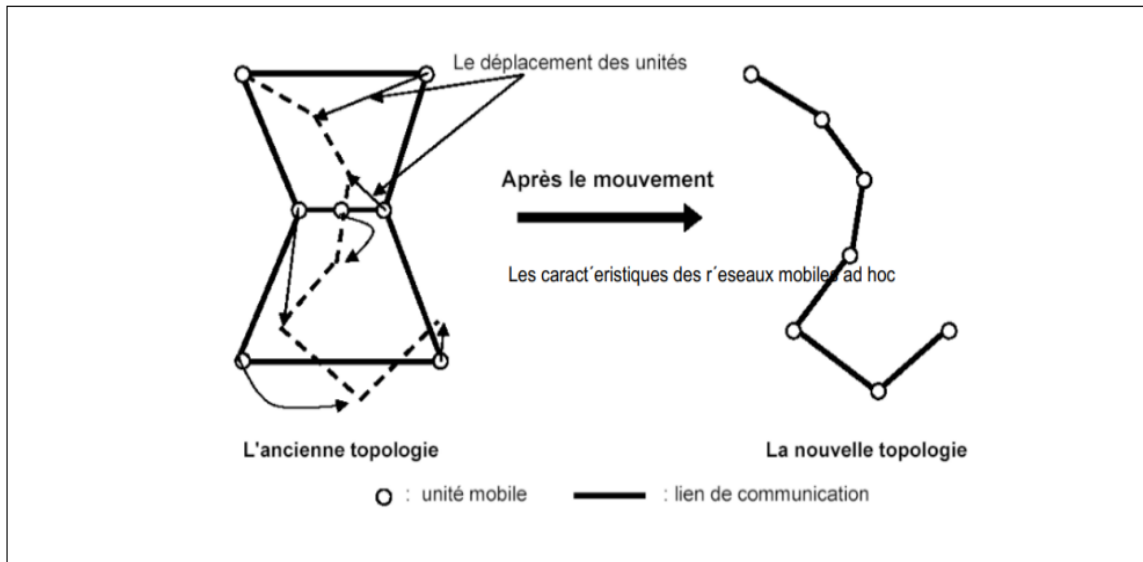 Le déplacement des unités
Après le mouvement
Les caract´eristiques des r´eseaux mobiles ad hoc
L'ancienne topologie
La nouvelle topologie
: unité mobile
: lien de communication